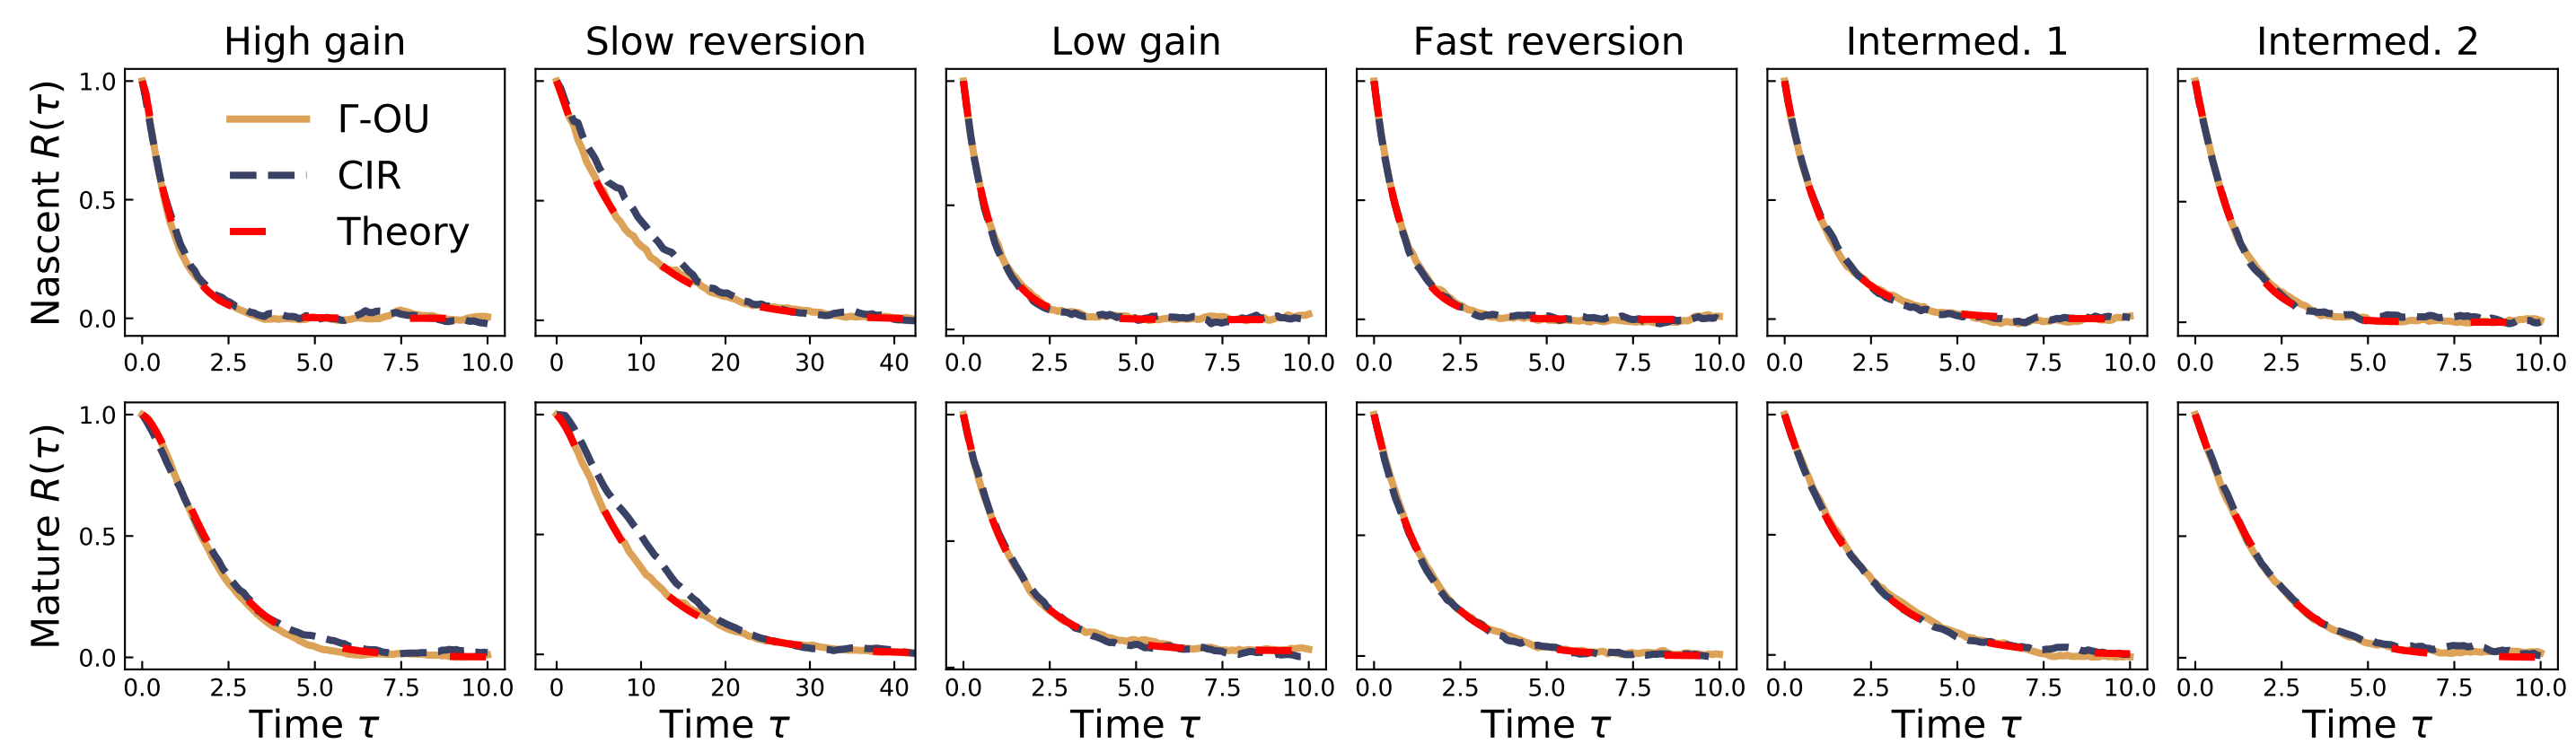 High gain
Slow reversion
Low gain
Fast reversion
Intermed. 1
Intermed. 2
Nascent R(τ)
1.0
0.5
0.0
Γ-OU
CIR
Theory
0.0 2.5 5.0 7.5 10.0
0 10 20 30 40
0.0 2.5 5.0 7.5 10.0
0.0 2.5 5.0 7.5 10.0
0.0 2.5 5.0 7.5 10.0
0.0 2.5 5.0 7.5 10.0
Mature R(τ)
1.0
0.5
0.0
0.0 2.5 5.0 7.5 10.0
0 10 20 30 40
0.0 2.5 5.0 7.5 10.0
0.0 2.5 5.0 7.5 10.0
0.0 2.5 5.0 7.5 10.0
0.0 2.5 5.0 7.5 10.0
Time τ
Time τ
Time τ
Time τ
Time τ
Time τ